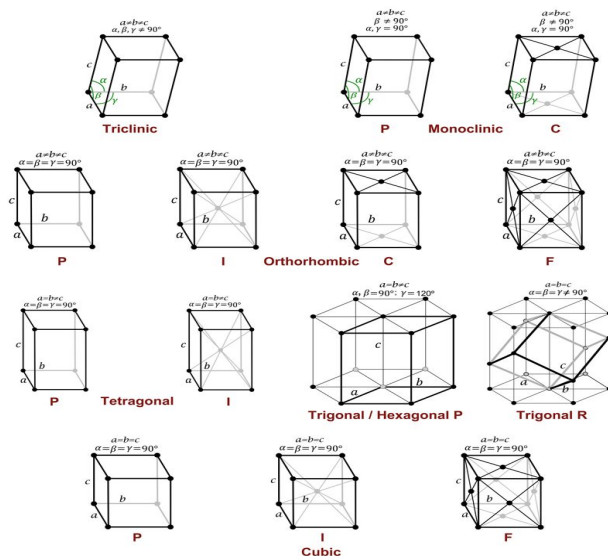 a≠b≠c
α, β, γ ≠ 90°
c
α
β
γ
b
a
Triclinic
a≠b≠c
β ≠ 90°
α, γ = 90°
c
α
β
γ
b
a
P
Monoclinic
a≠b≠c
β ≠ 90°
α, γ = 90°
c
α
β
γ
b
a
C
a≠b≠c
α=β=γ=90°
c
b
a
P
a≠b≠c
α=β=γ=90°
c
b
a
I
Orthorhombic
a≠b≠c
α=β=γ=90°
c
b
a
C
a≠b≠c
α=β=γ=90°
c
b
a
F
a=b≠c
α=β=γ=90°
c
b
a
P
Tetragonal
a=b≠c
α=β=γ=90°
c
b
a
I
a=b≠c
α, β=90°; γ=120°
c
a
b
Trigonal / Hexagonal P
a=b=c
α=β=γ≠90°
c
a
b
Trigonal R
a=b=c
α=β=γ=90°
c
b
a
P
a=b=c
α=β=γ=90°
c
b
a
I
Cubic
a=b=c
α=β=γ=90°
c
b
a
F